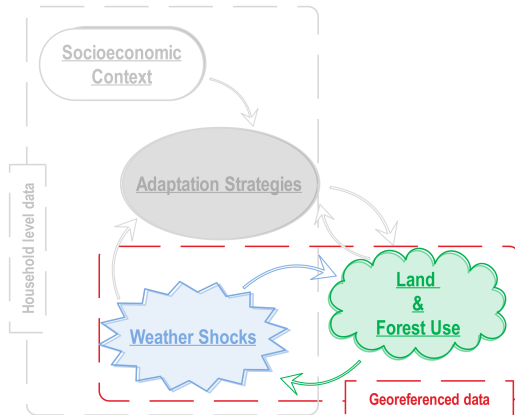 Socioeconomic
Context
Adaptation Strategies
Household level data
Land
&
Forest Use
Weather Shocks
Georeferenced data